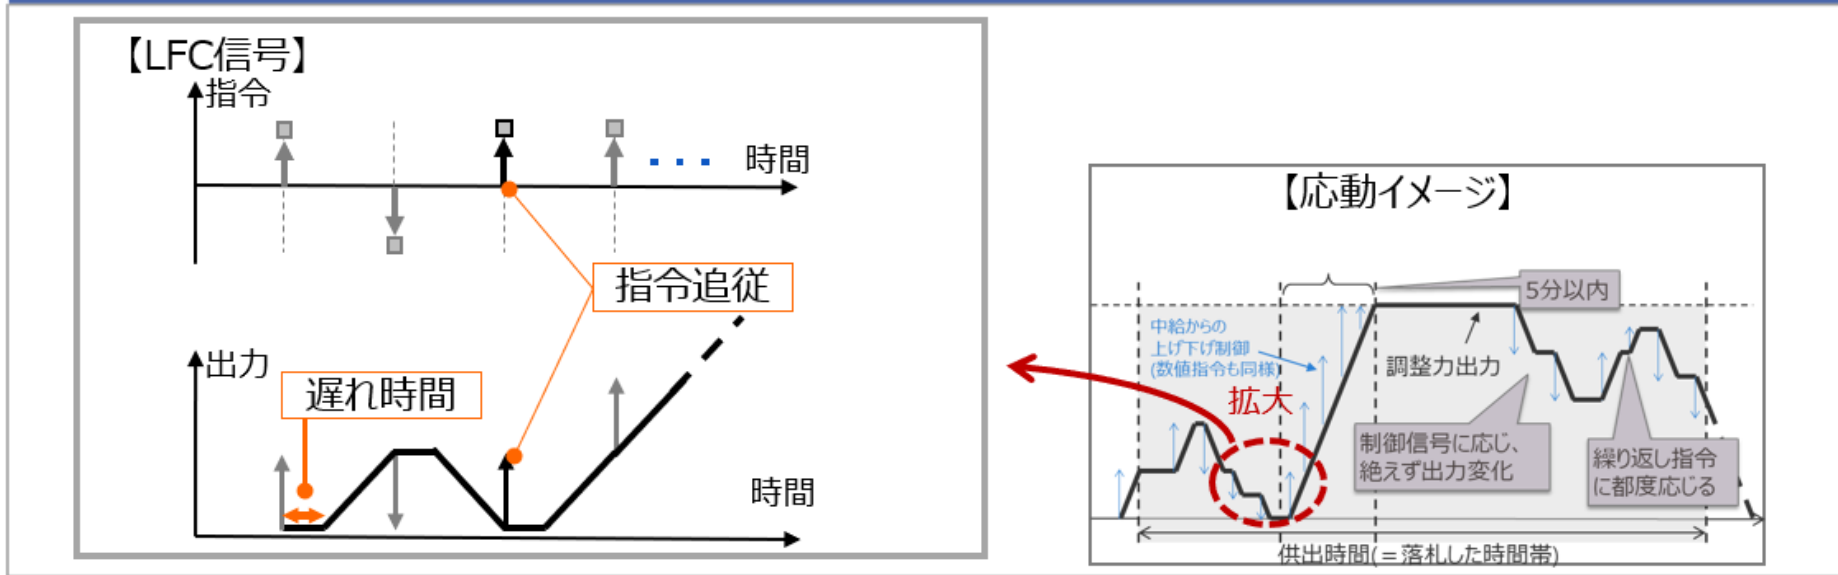 【LFC信号】
指令
・・・
時間
指令追従
出力
遅れ時間
時間
【応動イメージ】
5分以内
中給からの
上げ下げ制御
(数値指令も同様)
調整力出力
拡大
制御信号に応じ、
絶えず出力変化
繰り返し指令
に都度応じる
供出時間(=落札した時間帯)